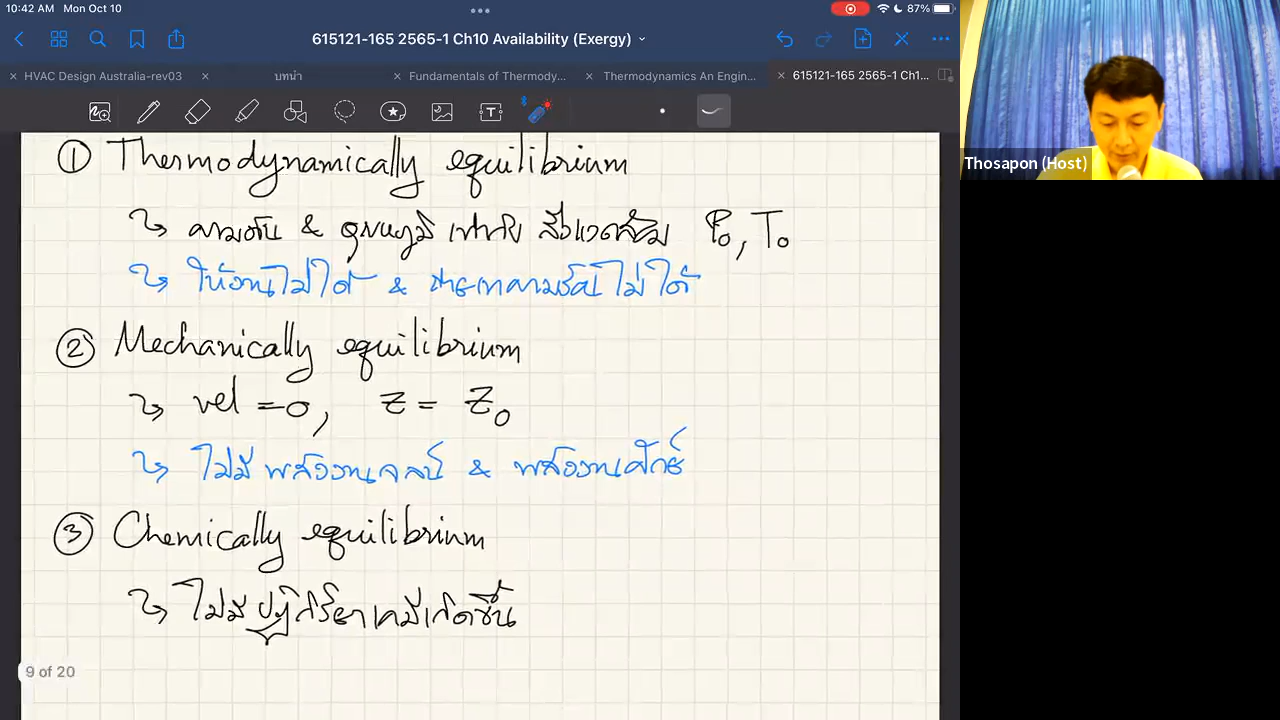 10:42 AM Mon Oct 10
87%
615121-165 2565-1 Ch10 Availability (Exergy)
HVAC Design Australia-rev03
บทนำ
Fundamentals of Thermody...
Thermodynamics An Engin...
615121-165 2565-1 Ch1...
Thosapon (Host)
① Thermodynamically equilibrium
ความดัน & อุณหภูมิ เท่ากับ สิ่งแวดล้อม P₀, T₀
ให้งานไม่ได้ & ถ่ายเทความร้อนไม่ได้
② Mechanically equilibrium
vel = 0, Z = Z₀
ไม่มี พลังงานจลน์ & พลังงานศักย์
③ Chemically equilibrium
ไม่มี ปฏิกิริยาเคมีเกิดขึ้น
9 of 20